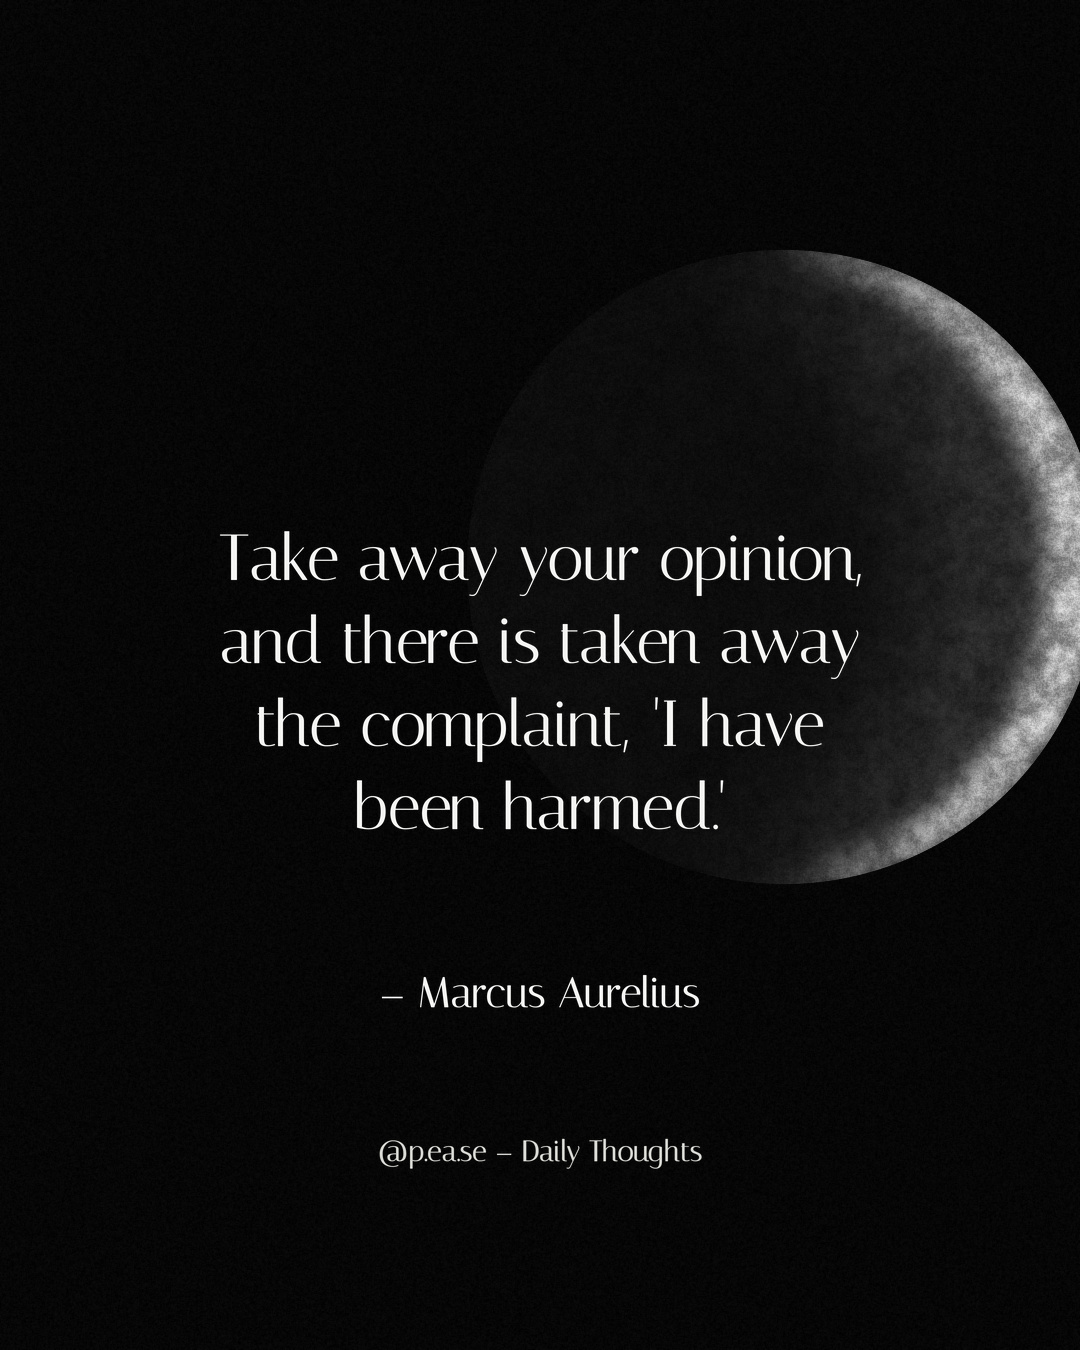 Take away your opinion,
and there is taken away
the complaint, 'I have
been harmed.'
– Marcus Aurelius
@p.ea.se – Daily Thoughts